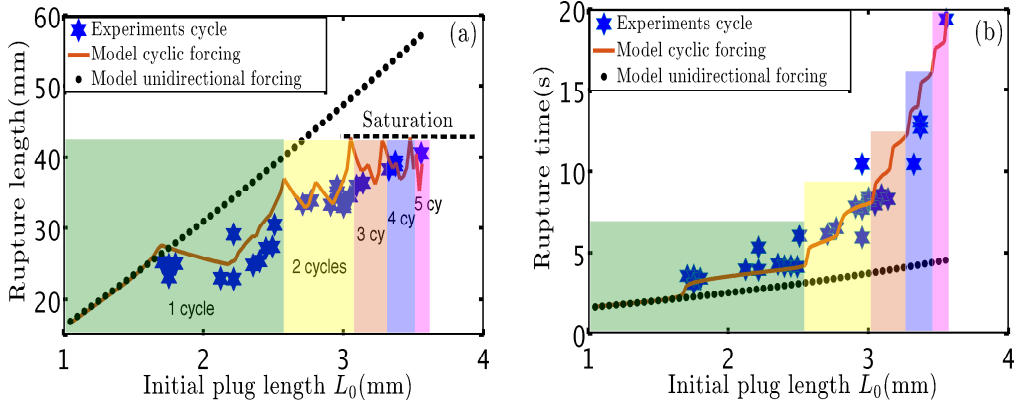 (a)
Experiments cycle
Model cyclic forcing
Model unidirectional forcing
Saturation
1 cycle
2 cycles
3 cy
4 cy
5 cy
60
50
40
30
20
1
2
3
4
Rupture length(mm)
Initial plug length L₀(mm)
(b)
Experiments cycle
Model cyclic forcing
Model unidirectional forcing
20
15
10
5
0
1
2
3
4
Rupture time(s)
Initial plug length L₀(mm)